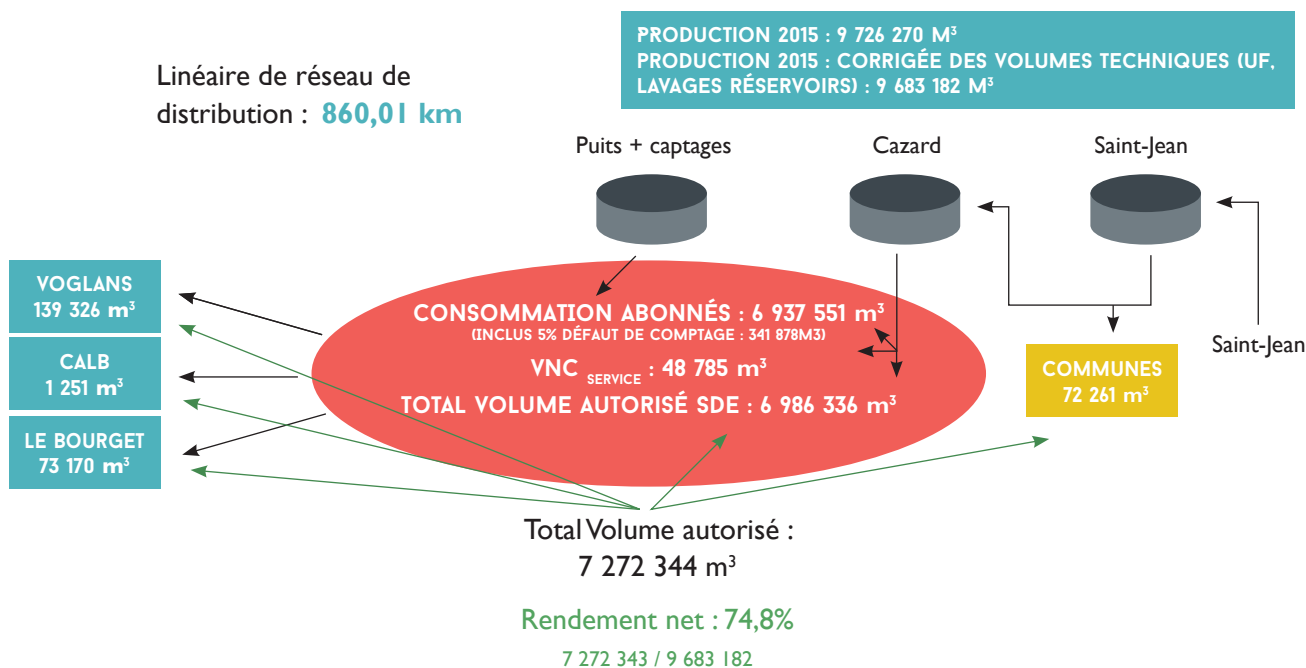 PRODUCTION 2015 : 9 726 270 M³
PRODUCTION 2015 : CORRIGÉE DES VOLUMES TECHNIQUES (UF,
LAVAGES RÉSERVOIRS) : 9 683 182 M³
Linéaire de réseau de
distribution : 860,01 km
Puits + captages
Cazard
Saint-Jean
VOGLANS
139 326 m³
CALB
1 251 m³
LE BOURGET
73 170 m³
CONSOMMATION ABONNÉS : 6 937 551 m³
(INCLUS 5% DÉFAUT DE COMPTAGE : 341 878M3)
VNC SERVICE : 48 785 m³
TOTAL VOLUME AUTORISÉ SDE : 6 986 336 m³
Saint-Jean
COMMUNES
72 261 m³
Total Volume autorisé :
7 272 344 m³
Rendement net : 74,8%
7 272 343 / 9 683 182